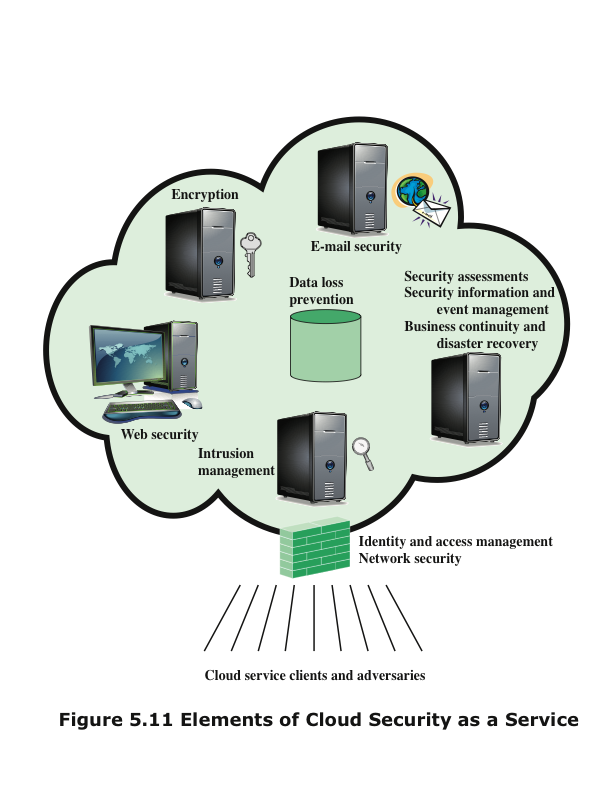 Encryption
E-mail security
Data loss
prevention
Security assessments
Security information and
event management
Business continuity and
disaster recovery
Web security
Intrusion
management
Identity and access management
Network security
Cloud service clients and adversaries
Figure 5.11 Elements of Cloud Security as a Service